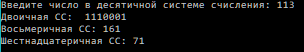 Введите число в десятичной системе счисления: 113
Двоичная СС:  1110001
Восьмеричная СС: 161
Шестнадцатеричная СС: 71